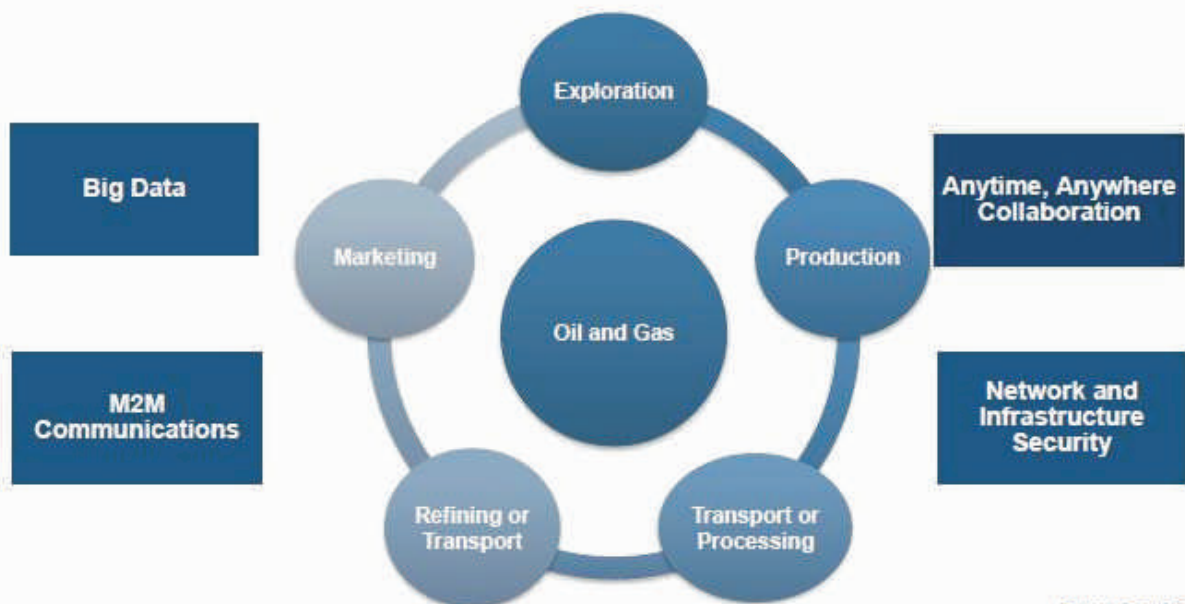 Exploration
Big Data
Anytime, Anywhere
Collaboration
Marketing
Production
Oil and Gas
M2M
Communications
Network and
Infrastructure
Security
Refining or
Transport
Transport or
Processing